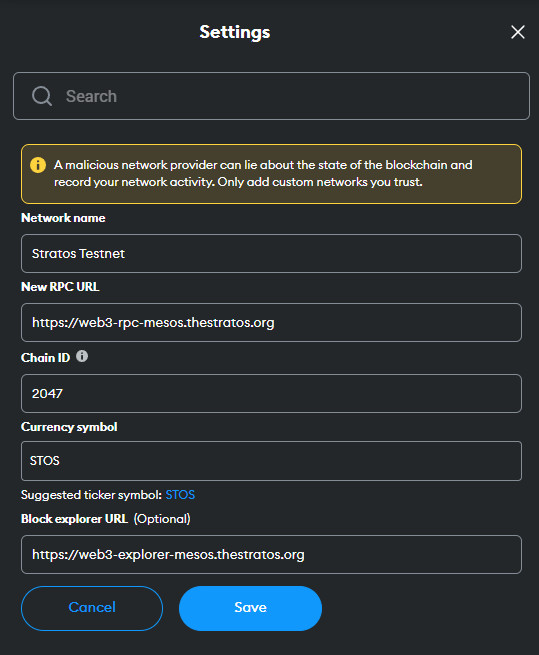 Settings
Search
A malicious network provider can lie about the state of the blockchain and
record your network activity. Only add custom networks you trust.
Network name
Stratos Testnet
New RPC URL
https://web3-rpc-mesos.thestratos.org
Chain ID
2047
Currency symbol
STOS
Suggested ticker symbol: STOS
Block explorer URL (Optional)
https://web3-explorer-mesos.thestratos.org
Cancel Save